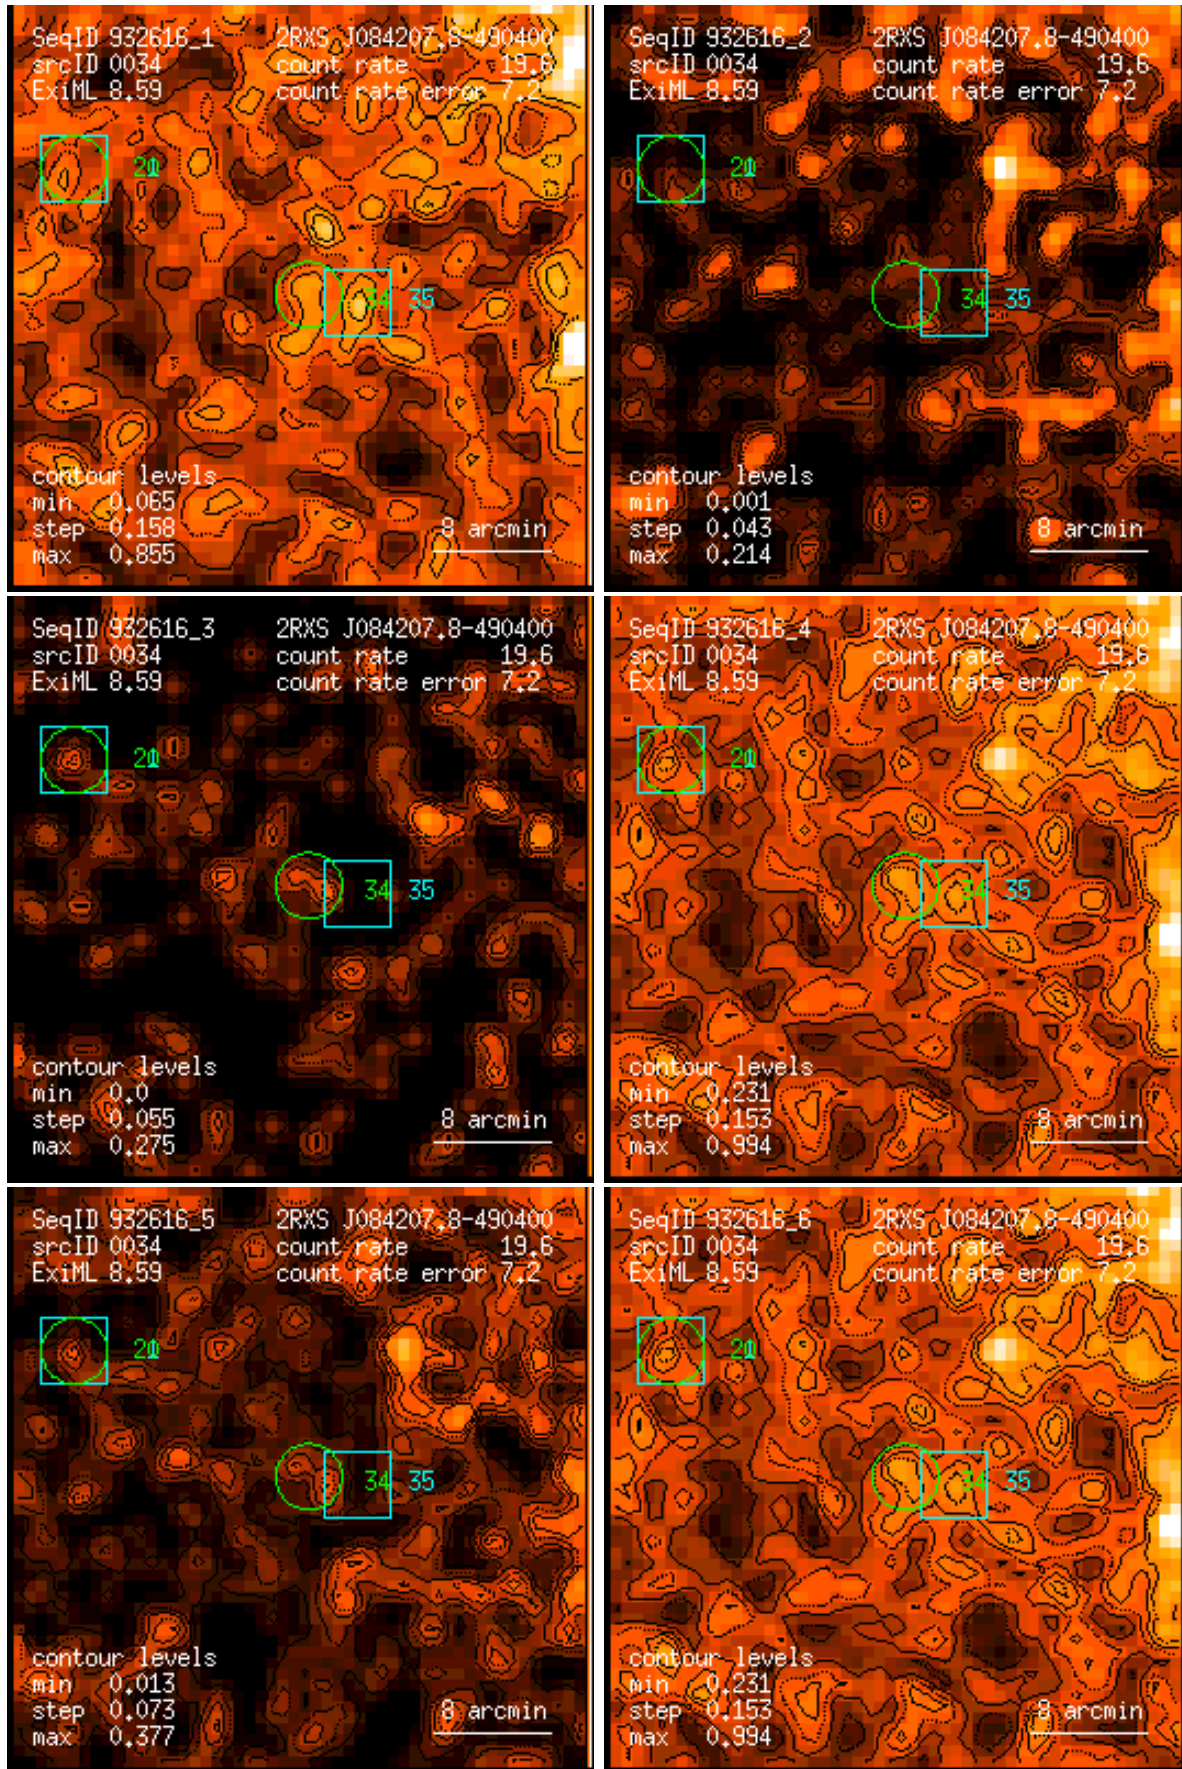 SeqID 932616_1 2RXS J084207.8-490400
srcID 0034 count rate 19.6
ExiML 8.59 count rate error 7.2
34 35
contour levels
min 0.065
step 0.158 8 arcmin
max 0.855
SeqID 932616_2 2RXS J084207.8-490400
srcID 0034 count rate 19.6
ExiML 8.59 count rate error 7.2
34 35
contour levels
min 0.001
step 0.043 8 arcmin
max 0.214
SeqID 932616_3 2RXS J084207.8-490400
srcID 0034 count rate 19.6
ExiML 8.59 count rate error 7.2
34 35
contour levels
min 0.0
step 0.055 8 arcmin
max 0.275
SeqID 932616_4 2RXS J084207.8-490400
srcID 0034 count rate 19.6
ExiML 8.59 count rate error 7.2
34 35
contour levels
min 0.231
step 0.153 8 arcmin
max 0.994
SeqID 932616_5 2RXS J084207.8-490400
srcID 0034 count rate 19.6
ExiML 8.59 count rate error 7.2
34 35
contour levels
min 0.013
step 0.073 8 arcmin
max 0.377
SeqID 932616_6 2RXS J084207.8-490400
srcID 0034 count rate 19.6
ExiML 8.59 count rate error 7.2
34 35
contour levels
min 0.231
step 0.153 8 arcmin
max 0.994